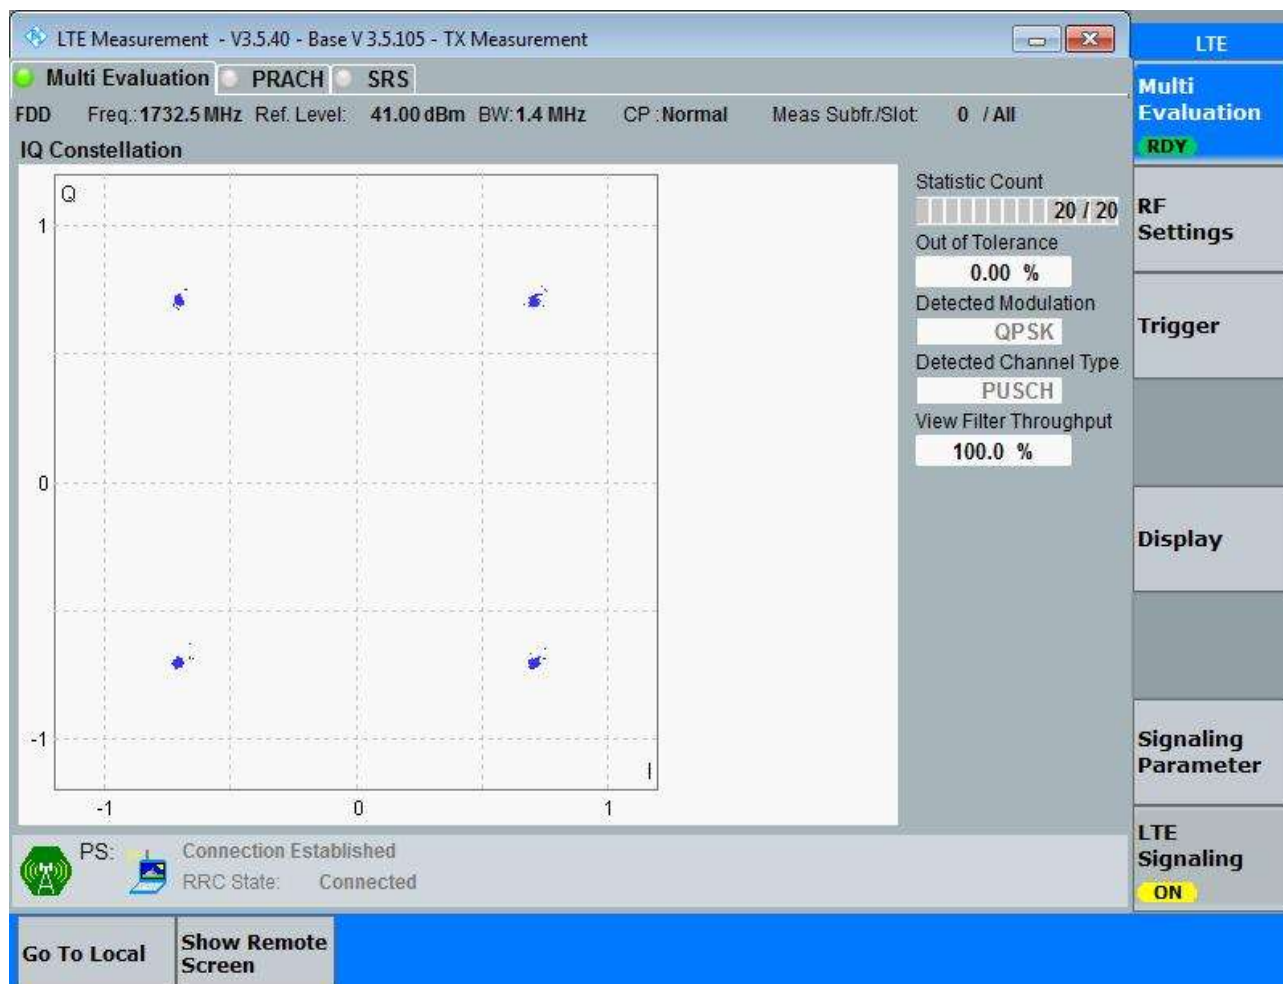 LTE Measurement - V3.5.40 - Base V 3.5.105 - TX Measurement
LTE
Multi Evaluation PRACH SRS
FDD Freq.: 1732.5 MHz Ref. Level: 41.00 dBm BW: 1.4 MHz CP : Normal Meas Subfr./Slot: 0 / All
IQ Constellation
Q
1
0
-1
I
-1 0 1
Statistic Count
20 / 20
Out of Tolerance
0.00 %
Detected Modulation
QPSK
Detected Channel Type
PUSCH
View Filter Throughput
100.0 %
Multi
Evaluation
RDY
RF
Settings
Trigger
Display
Signaling
Parameter
LTE
Signaling
ON
PS: Connection Established
RRC State: Connected
Go To Local
Show Remote
Screen